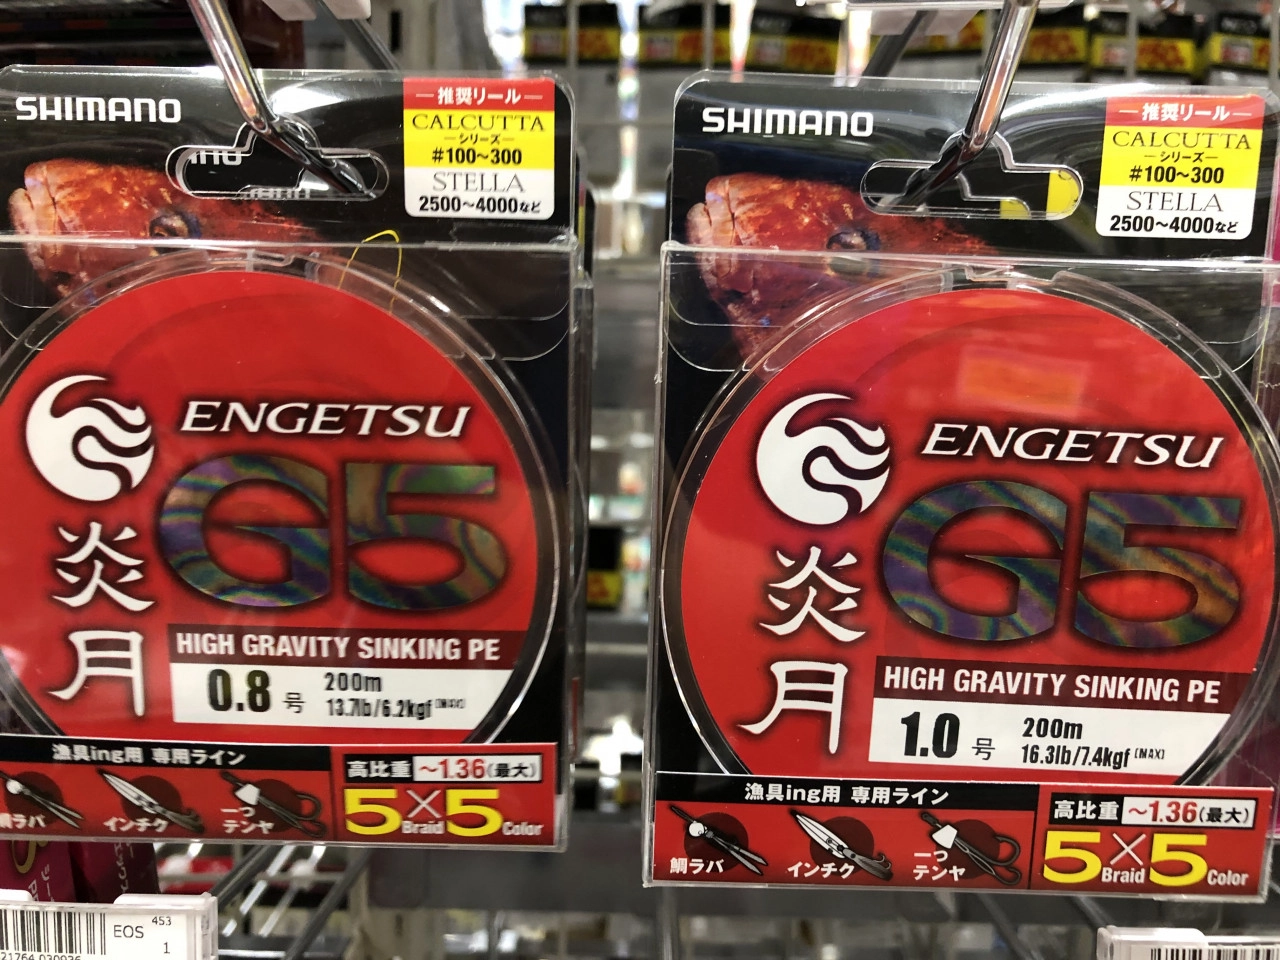 SHIMANO
推奨リール
CALCUTTA
シリーズ
#100~300
STELLA
2500~4000など
ENGETSU
G5
炎月
HIGH GRAVITY SINKING PE
0.8号
200m
13.7lb/6.2kgf [MAX]
漁具ing用 専用ライン
鯛ラバ
インチク
一つテンヤ
高比重 ~1.36(最大)
5 Braid × 5 Color
SHIMANO
推奨リール
CALCUTTA
シリーズ
#100~300
STELLA
2500~4000など
ENGETSU
G5
炎月
HIGH GRAVITY SINKING PE
1.0号
200m
16.3lb/7.4kgf [MAX]
漁具ing用 専用ライン
鯛ラバ
インチク
一つテンヤ
高比重 ~1.36(最大)
5 Braid × 5 Color
EOS
453
1